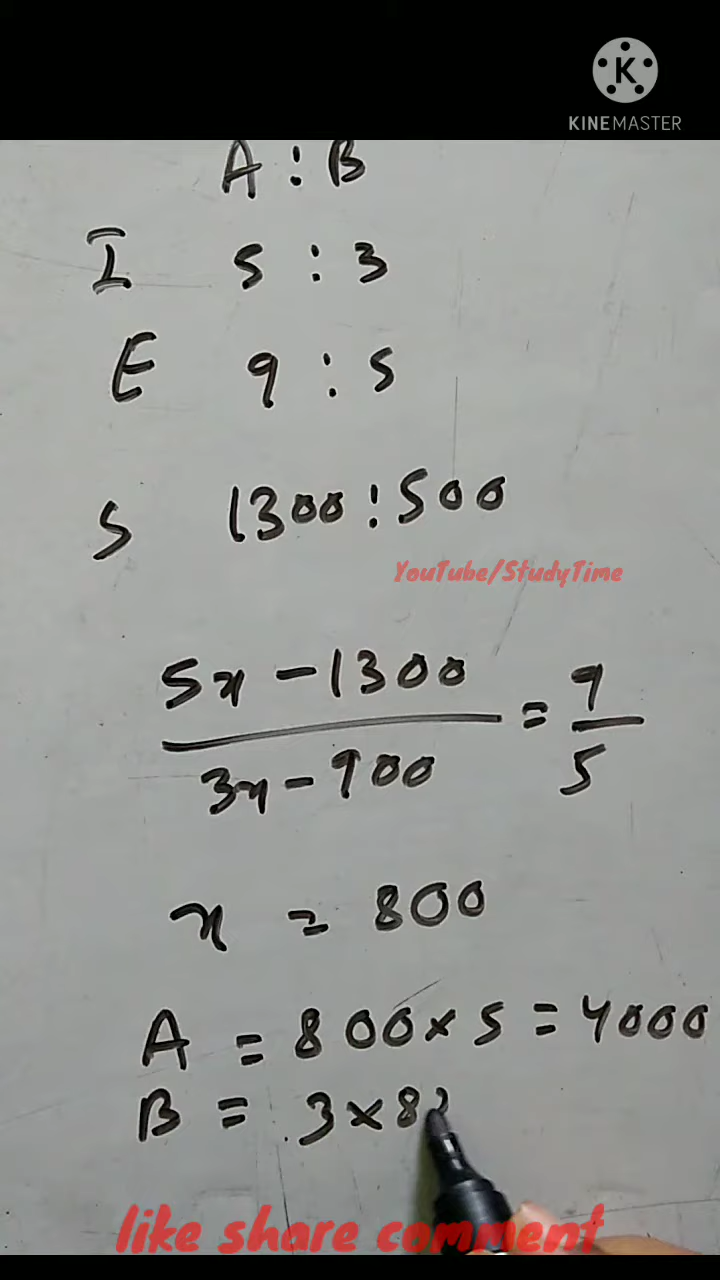 KINEMASTER
A : B
I 5 : 3
E 9 : 5
S 1300 : 500
YouTube/StudyTime
5x - 1300
= 9
3x - 900
5
x = 800
A = 800 × 5 = 4000
B = 3 × 8
like share comment